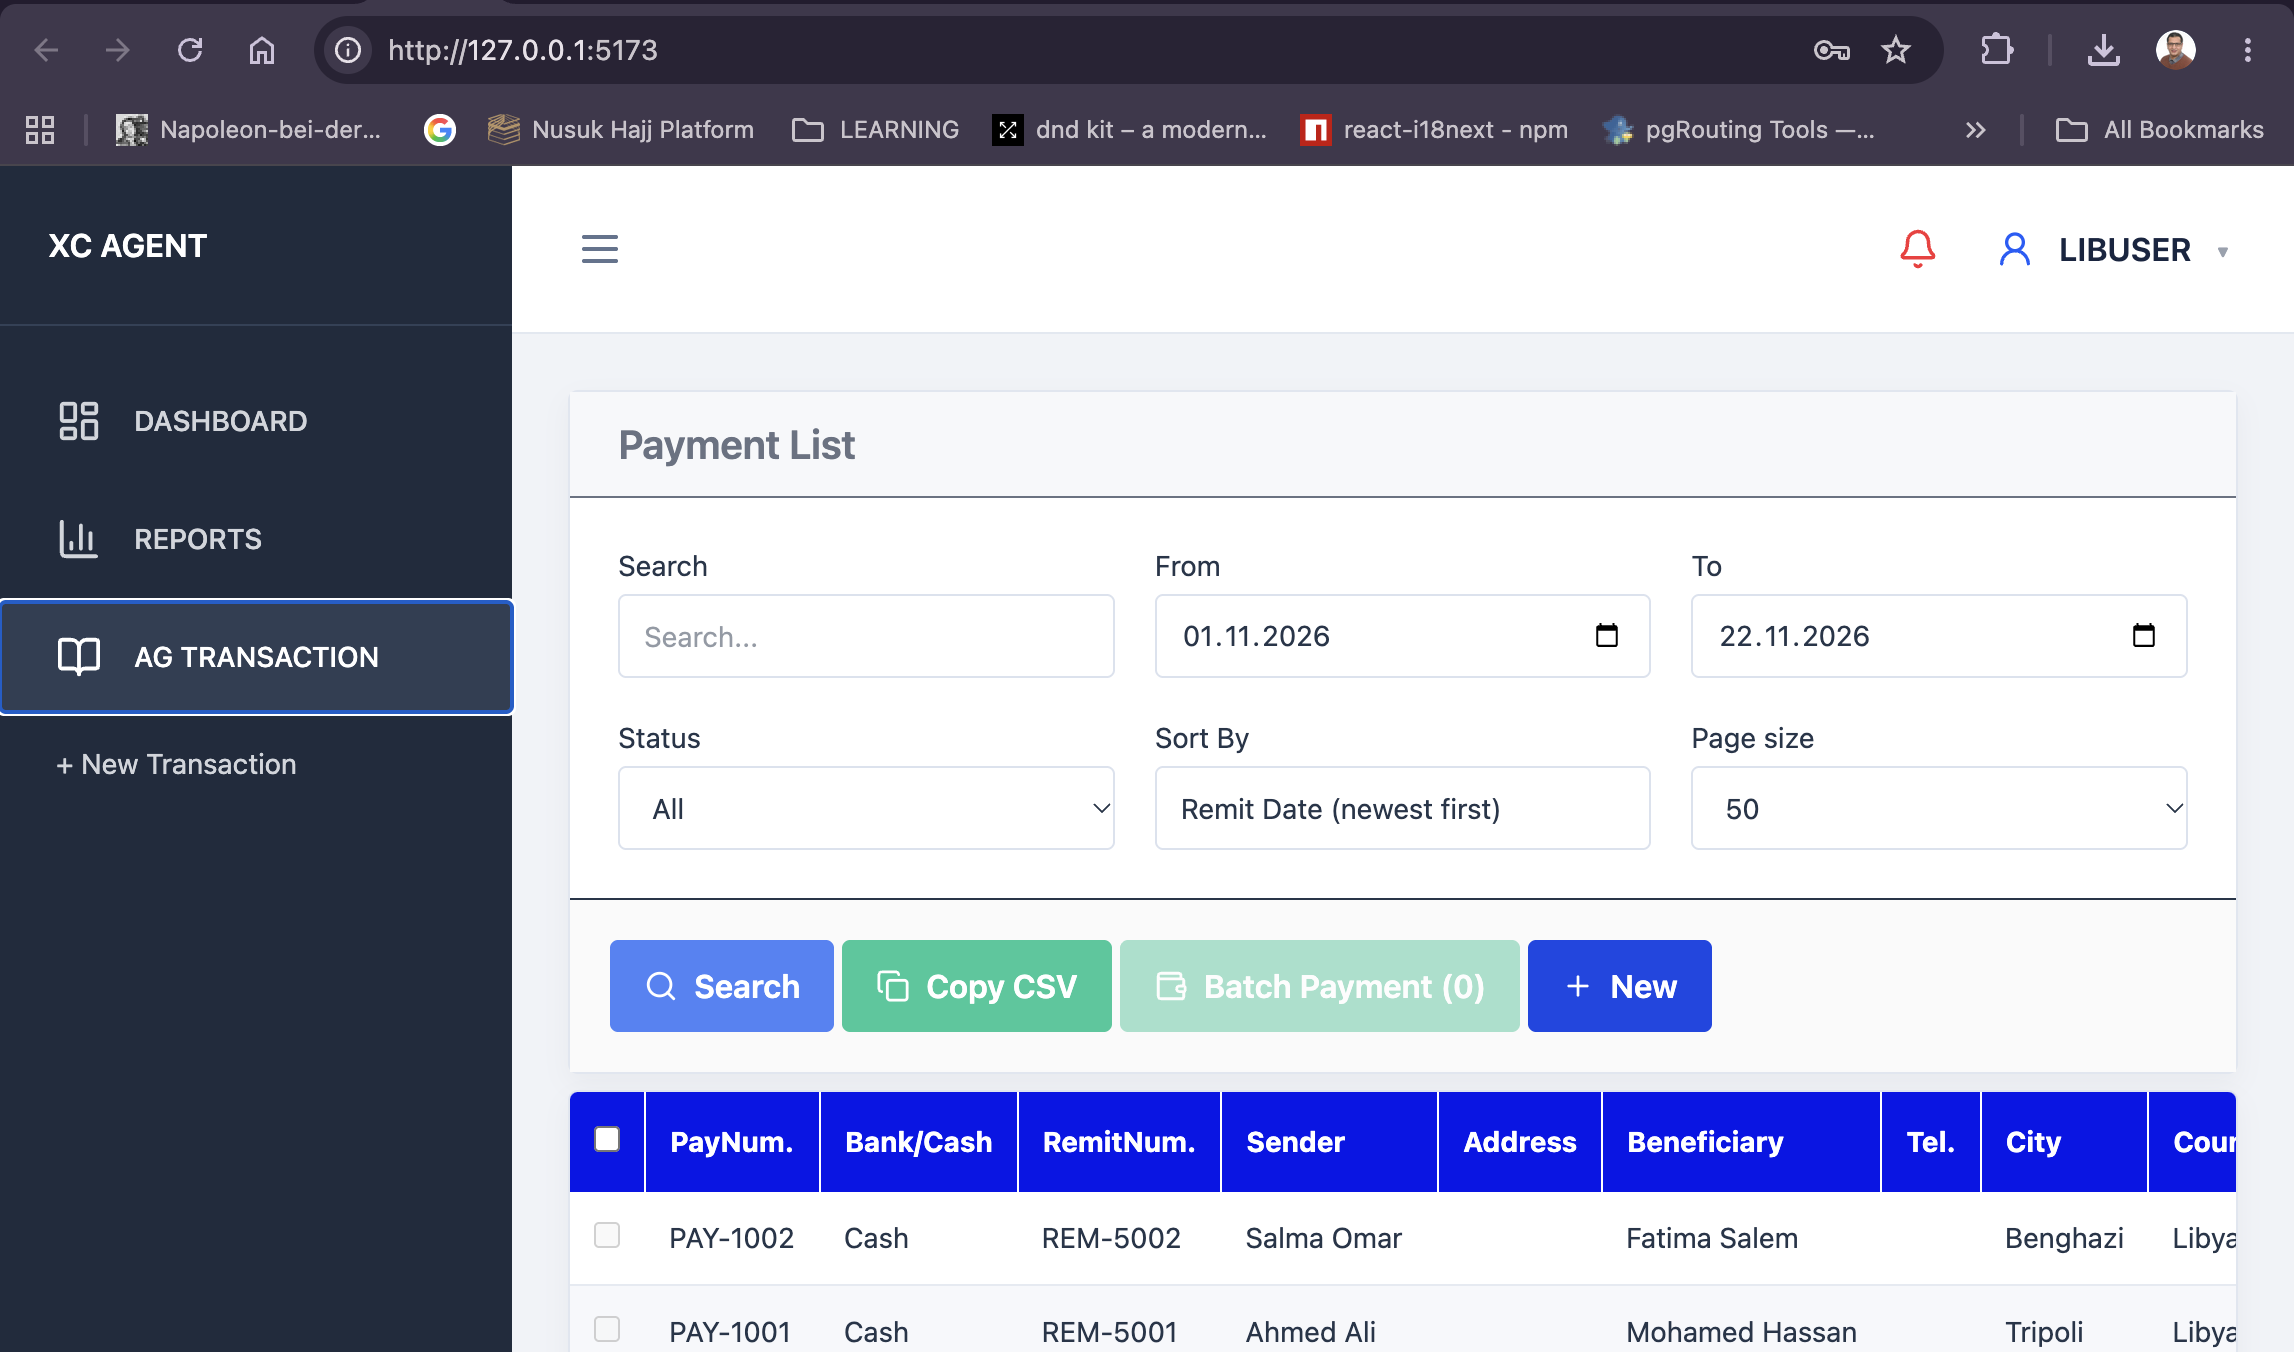 http://127.0.0.1:5173
Napoleon-bei-der...
Nusuk Hajj Platform
LEARNING
dnd kit – a modern...
react-i18next - npm
pgRouting Tools —...
All Bookmarks
XC AGENT
LIBUSER
DASHBOARD
REPORTS
AG TRANSACTION
+ New Transaction
Payment List
Search From To
Search... 01.11.2026 22.11.2026
Status Sort By Page size
All Remit Date (newest first) 50
Search Copy CSV Batch Payment (0) + New
PayNum. Bank/Cash RemitNum. Sender Address Beneficiary Tel. City Cour
PAY-1002 Cash REM-5002 Salma Omar Fatima Salem Benghazi Libya
PAY-1001 Cash REM-5001 Ahmed Ali Mohamed Hassan Tripoli Libya